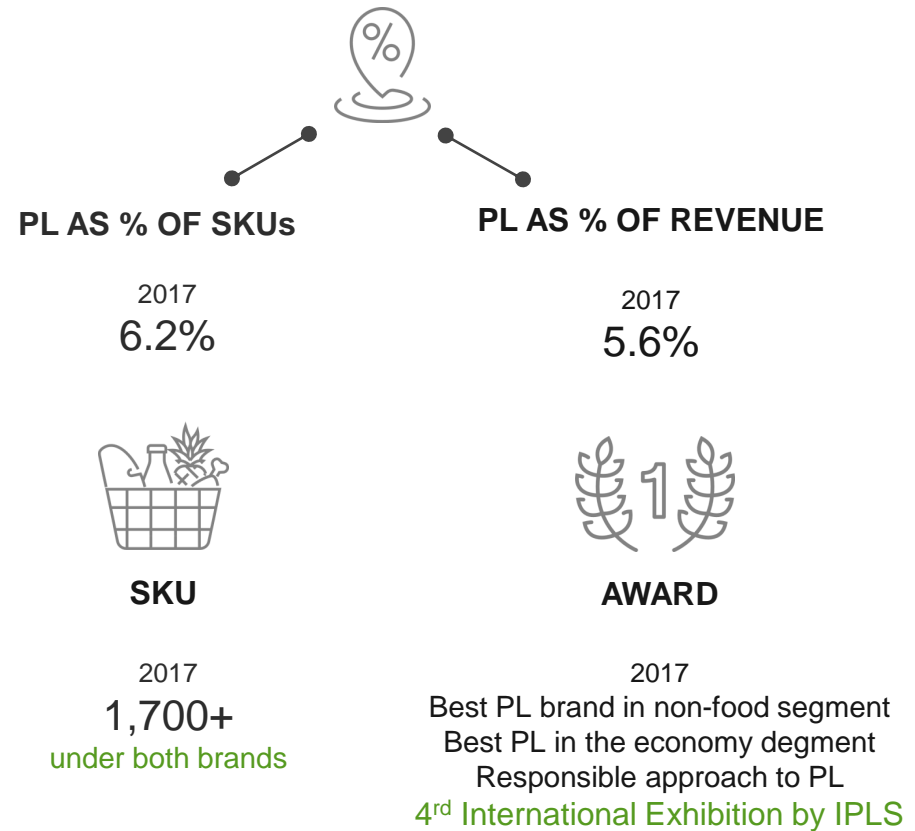 %
PL AS % OF SKUs
2017
6.2%
PL AS % OF REVENUE
2017
5.6%
SKU
2017
1,700+
under both brands
1
AWARD
2017
Best PL brand in non-food segment
Best PL in the economy degment
Responsible approach to PL
4rd International Exhibition by IPLS